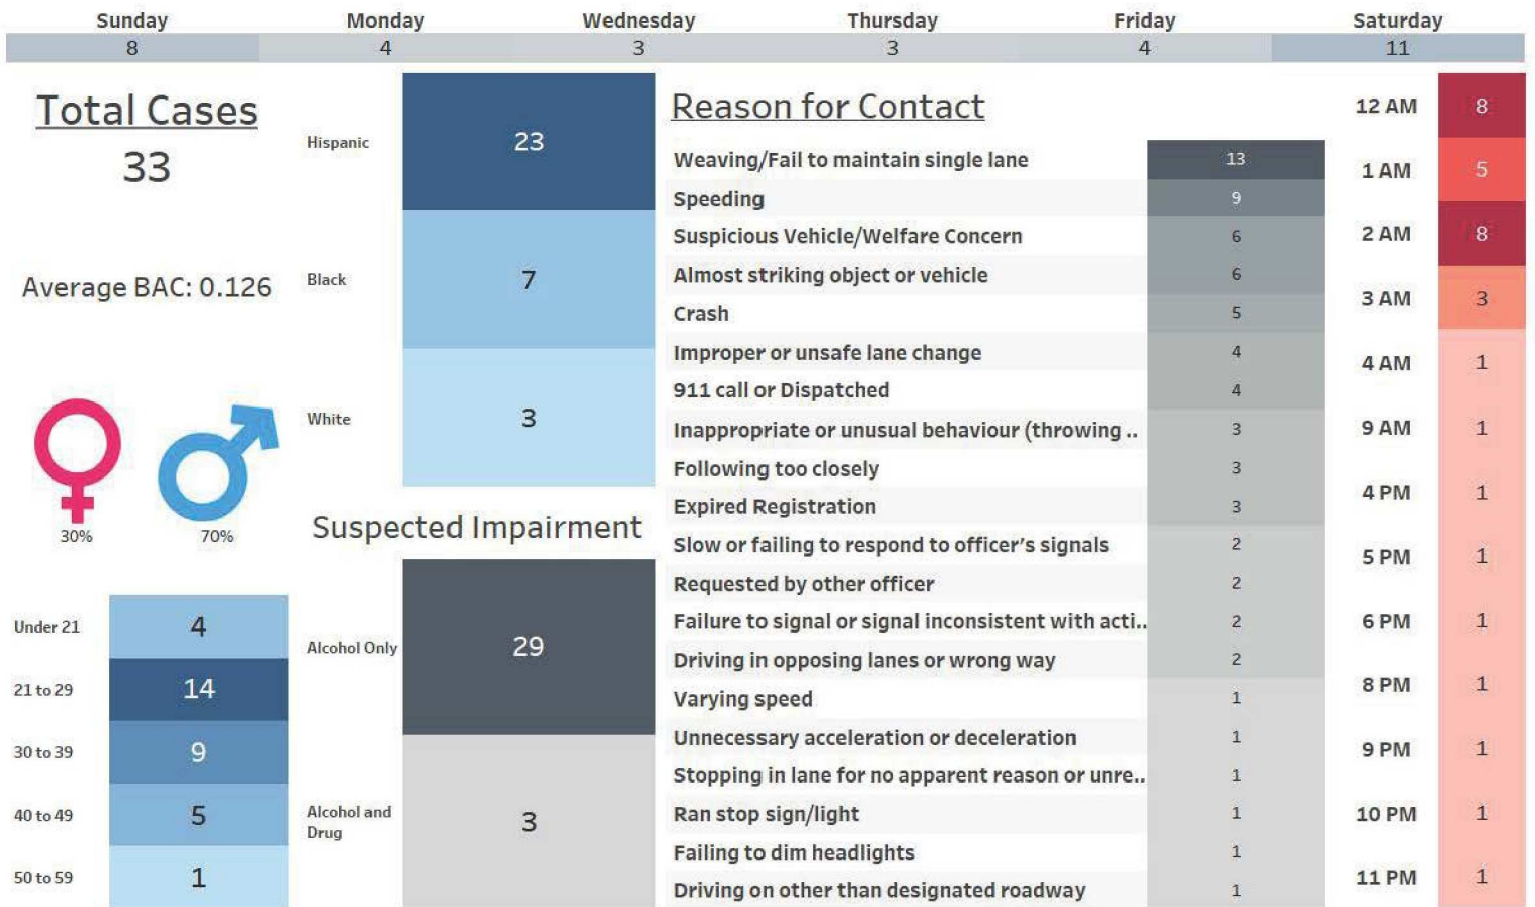 Sunday Monday Wednesday Thursday Friday Saturday
8 4 3 3 4 11
Total Cases
33
Average BAC: 0.126
30% 70%
Under 21 4
21 to 29 14
30 to 39 9
40 to 49 5
50 to 59 1
Hispanic 23
Black 7
White 3
Suspected Impairment
Alcohol Only 29
Alcohol and
Drug 3
Reason for Contact
Weaving/Fail to maintain single lane 13
Speeding 9
Suspicious Vehicle/Welfare Concern 6
Almost striking object or vehicle 6
Crash 5
Improper or unsafe lane change 4
911 call or Dispatched 4
Inappropriate or unusual behaviour (throwing .. 3
Following too closely 3
Expired Registration 3
Slow or failing to respond to officer's signals 2
Requested by other officer 2
Failure to signal or signal inconsistent with acti.. 2
Driving in opposing lanes or wrong way 2
Varying speed 1
Unnecessary acceleration or deceleration 1
Stopping in lane for no apparent reason or unre.. 1
Ran stop sign/light 1
Failing to dim headlights 1
Driving on other than designated roadway 1
12 AM 8
1 AM 5
2 AM 8
3 AM 3
4 AM 1
9 AM 1
4 PM 1
5 PM 1
6 PM 1
8 PM 1
9 PM 1
10 PM 1
11 PM 1